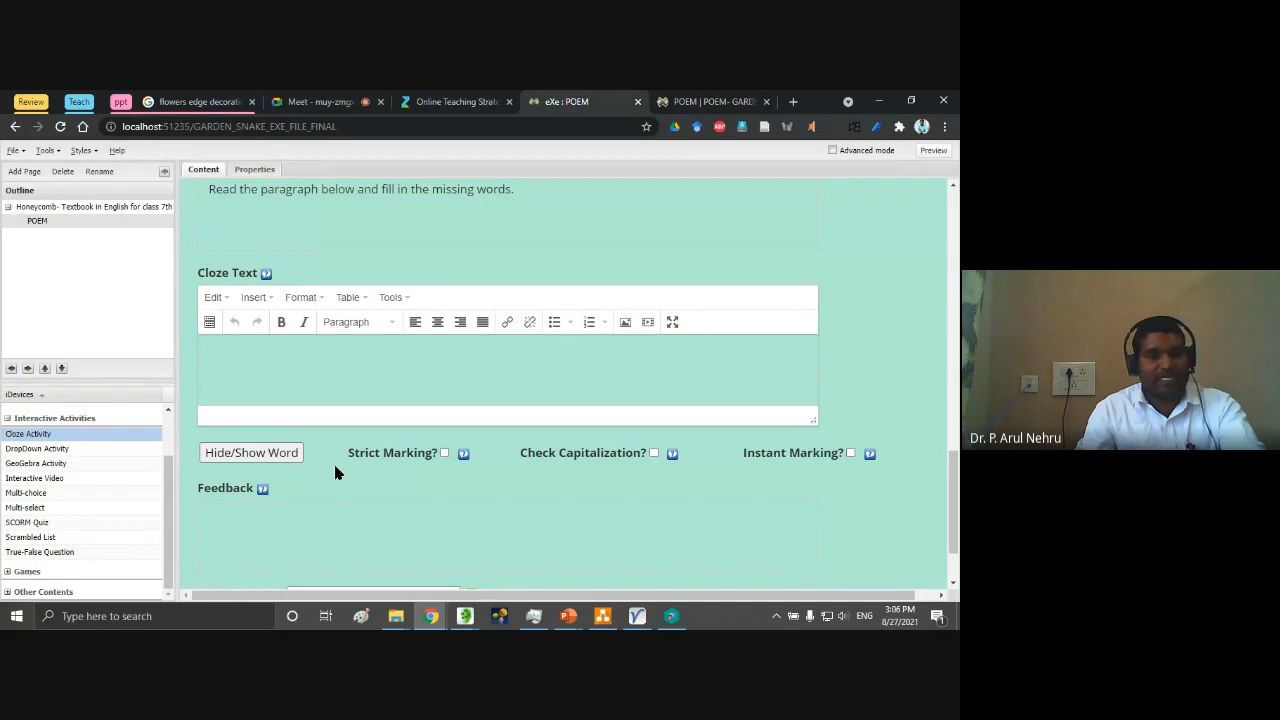 Review
Teach
ppt
flowers edge decorati
Meet - muy-zmg
Online Teaching Strate
eXe : POEM
POEM | POEM- GARD
localhost:51235/GARDEN_SNAKE_EXE_FILE_FINAL
File Tools Styles Help
Advanced mode
Preview
Add Page Delete Rename
Content Properties
Outline
Honeycomb- Textbook in English for class 7th
POEM
Read the paragraph below and fill in the missing words.
Cloze Text
Edit Insert Format Table Tools
Paragraph
Hide/Show Word Strict Marking? Check Capitalization? Instant Marking?
Feedback
iDevices
Interactive Activities
Cloze Activity
DropDown Activity
GeoGebra Activity
Interactive Video
Multi-choice
Multi-select
SCORM Quiz
Scrambled List
True-False Question
Games
Other Contents
Dr. P. Arul Nehru
Type here to search
ENG
3:06 PM
8/27/2021